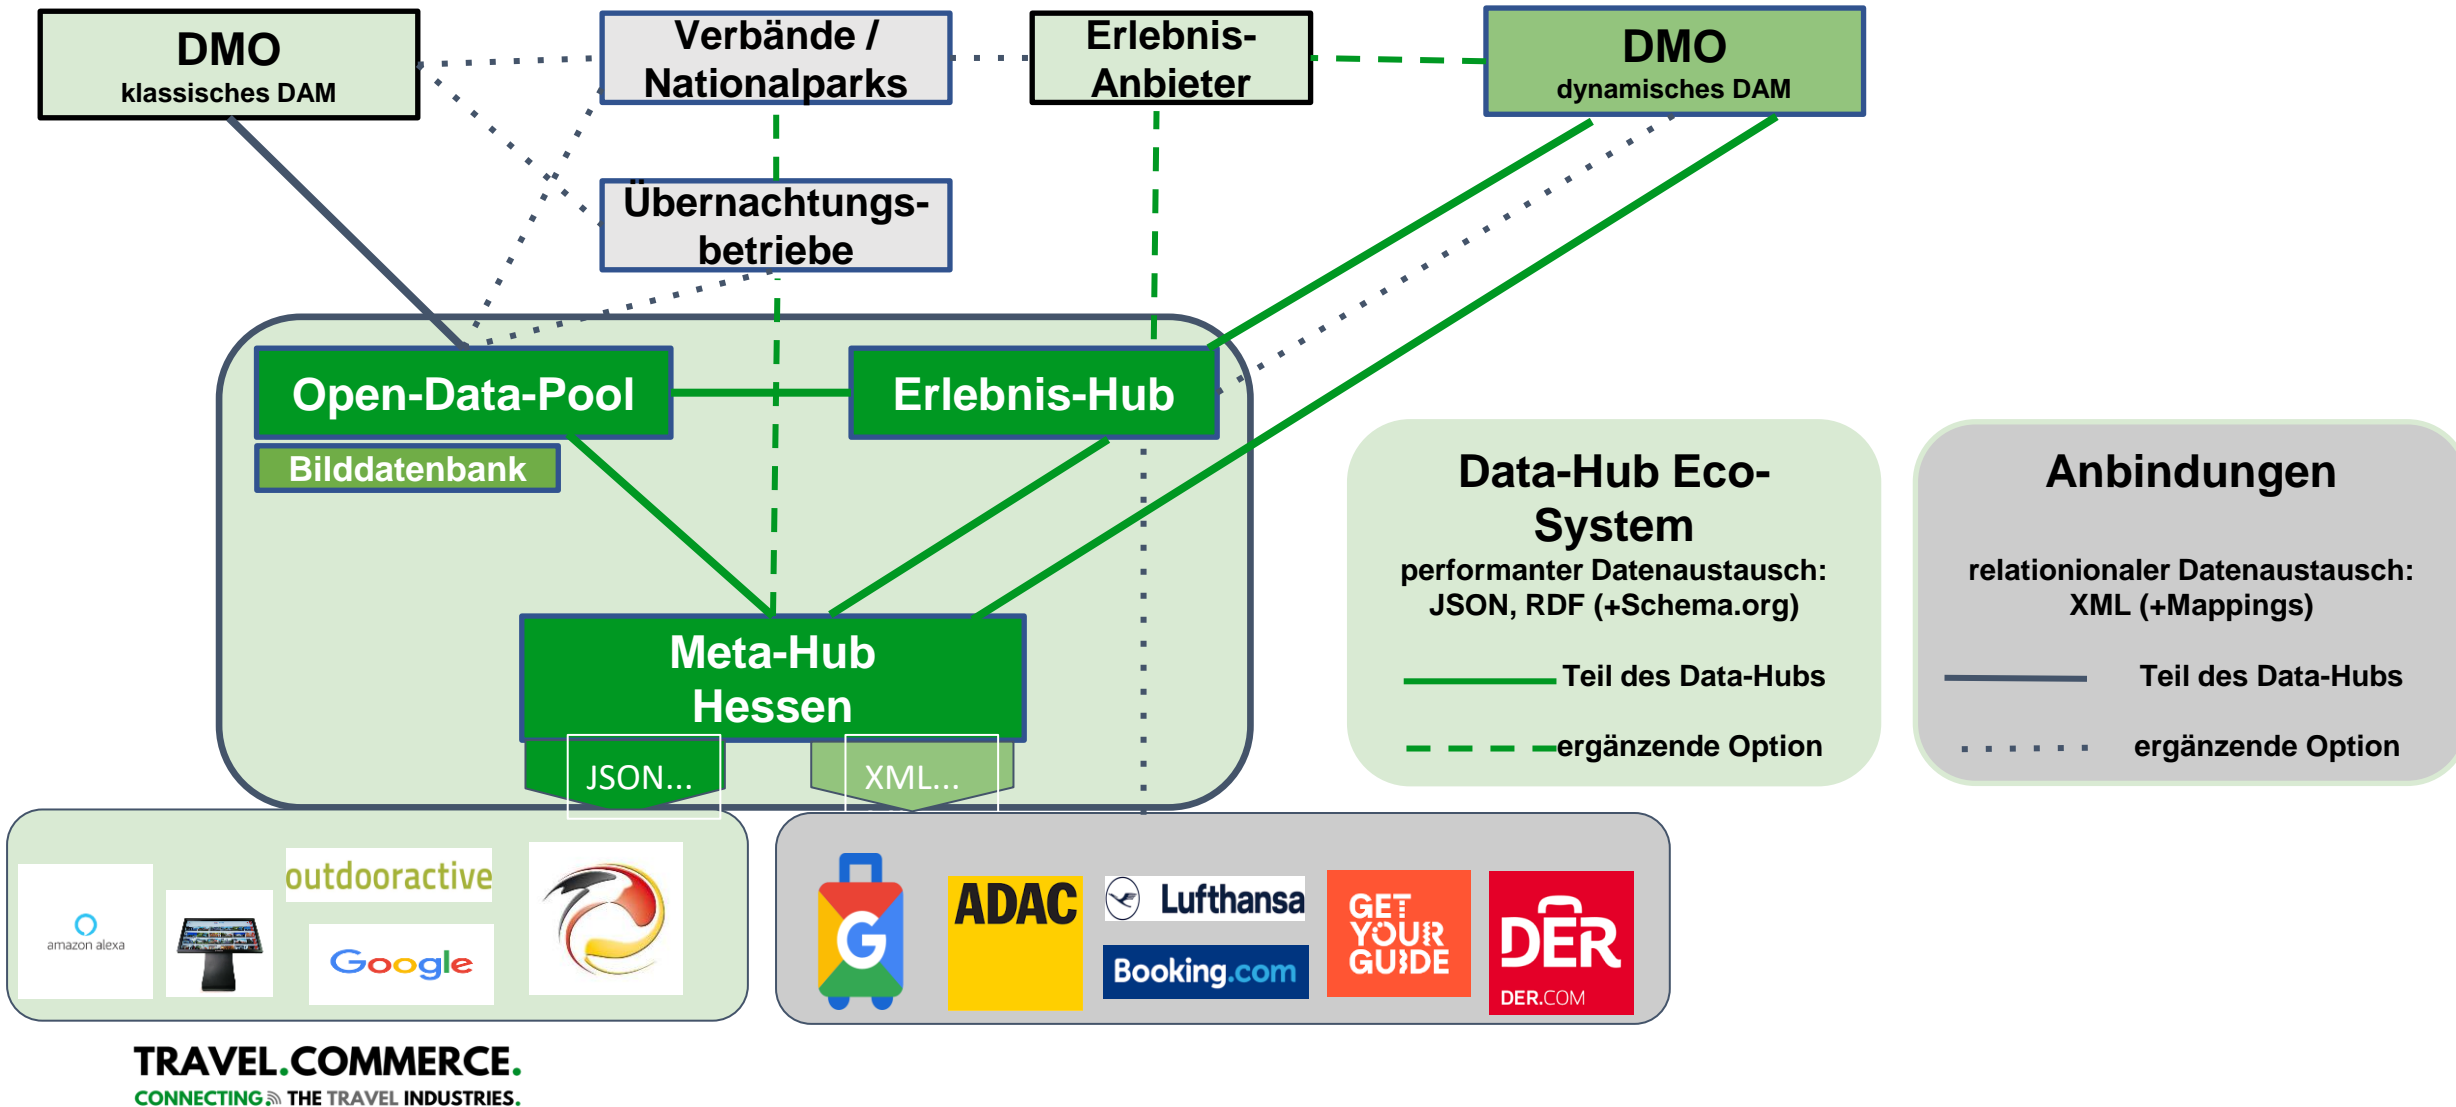 DMO
klassisches DAM
Verbände /
Nationalparks
Erlebnis-
Anbieter
DMO
dynamisches DAM
Übernachtungs-
betriebe
Open-Data-Pool
Erlebnis-Hub
Bilddatenbank
Meta-Hub
Hessen
JSON...
XML...
Data-Hub Eco-
System
performanter Datenaustausch:
JSON, RDF (+Schema.org)
Teil des Data-Hubs
ergänzende Option
Anbindungen
relationionaler Datenaustausch:
XML (+Mappings)
Teil des Data-Hubs
ergänzende Option
amazon alexa
outdooractive
Google
G
ADAC
Lufthansa
Booking.com
GET
YOUR
GUIDE
DER
DER.COM
TRAVEL.COMMERCE.
CONNECTING THE TRAVEL INDUSTRIES.